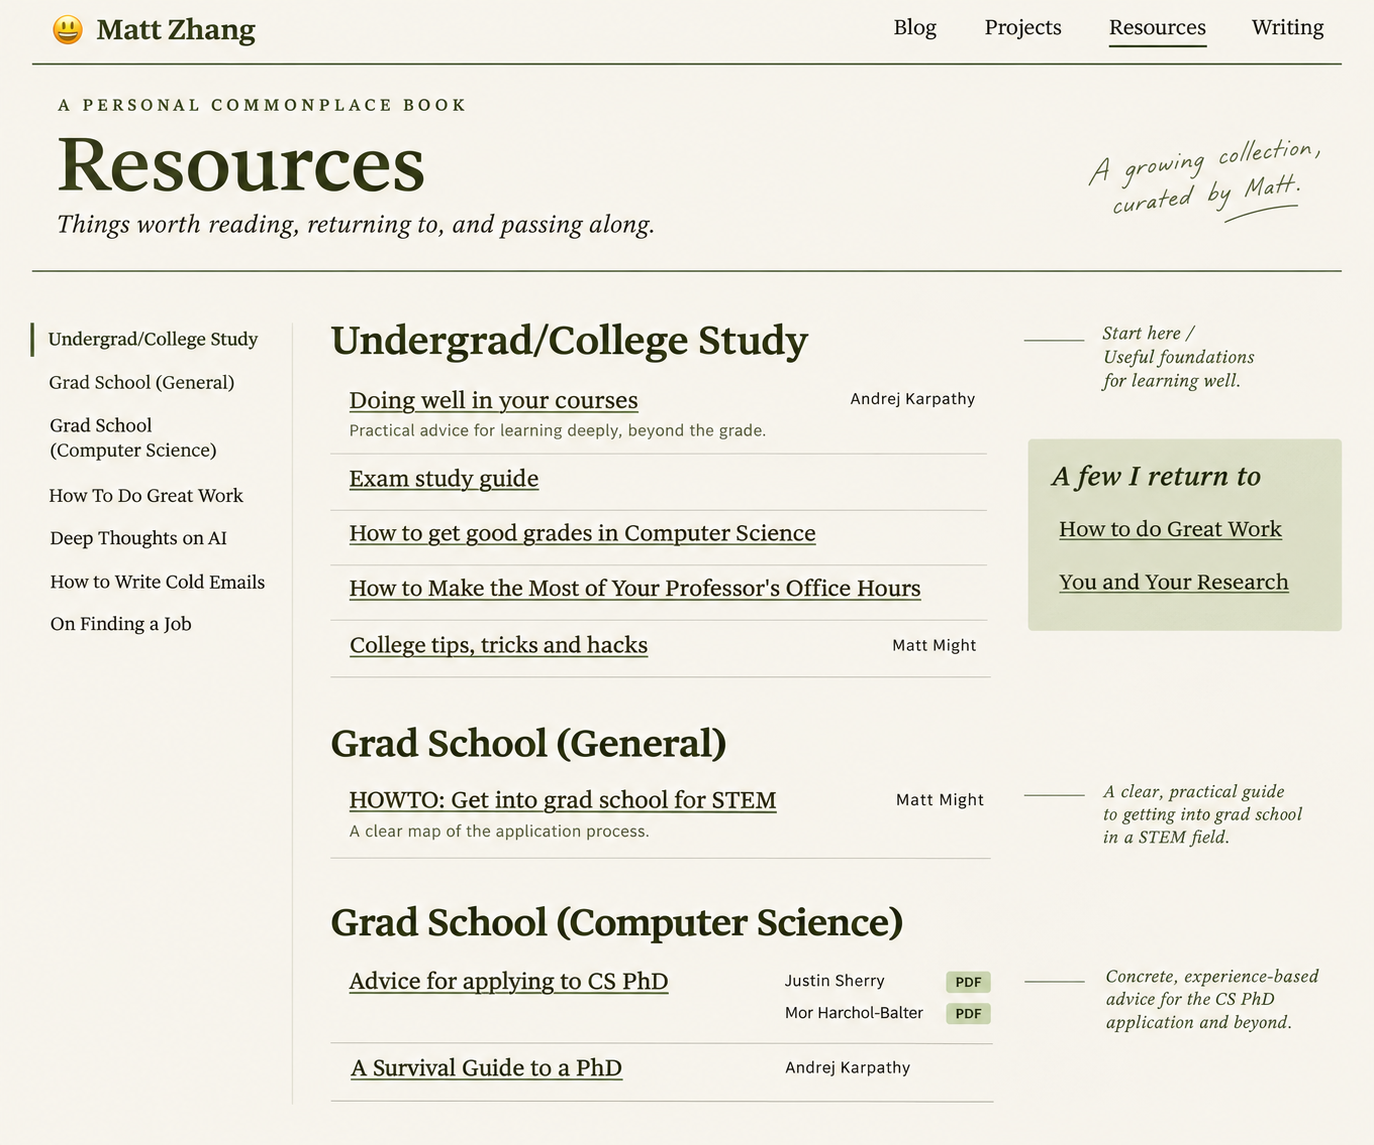 😃 Matt Zhang
Blog Projects Resources Writing
A PERSONAL COMMONPLACE BOOK
Resources
Things worth reading, returning to, and passing along.
A growing collection,
curated by Matt.
Undergrad/College Study
Grad School (General)
Grad School
(Computer Science)
How To Do Great Work
Deep Thoughts on AI
How to Write Cold Emails
On Finding a Job
Undergrad/College Study
Doing well in your courses Andrej Karpathy
Practical advice for learning deeply, beyond the grade.
Exam study guide
How to get good grades in Computer Science
How to Make the Most of Your Professor's Office Hours
College tips, tricks and hacks Matt Might
Start here /
Useful foundations
for learning well.
A few I return to
How to do Great Work
You and Your Research
Grad School (General)
HOWTO: Get into grad school for STEM Matt Might
A clear map of the application process.
A clear, practical guide
to getting into grad school
in a STEM field.
Grad School (Computer Science)
Advice for applying to CS PhD Justin Sherry PDF
Mor Harchol-Balter PDF
A Survival Guide to a PhD Andrej Karpathy
Concrete, experience-based
advice for the CS PhD
application and beyond.